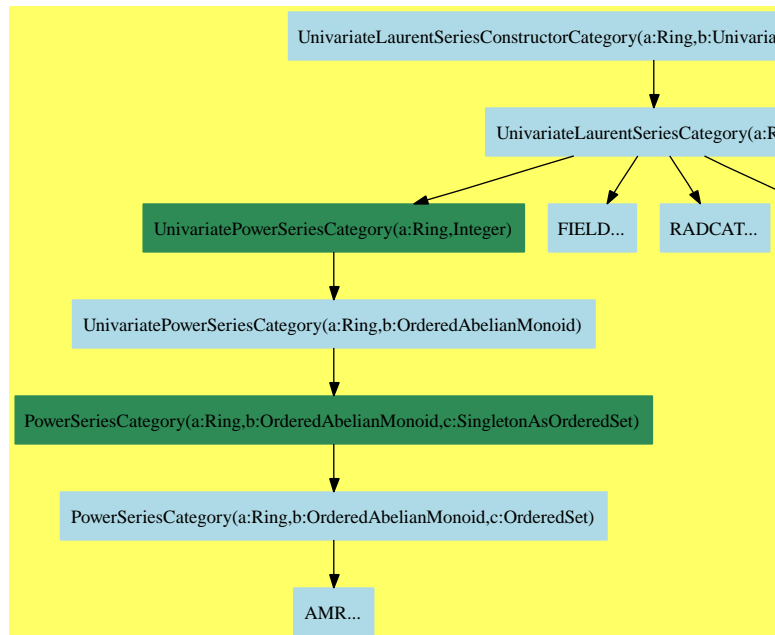 UnivariateLaurentSeriesConstructorCategory(a:Ring,b:Univaria
UnivariateLaurentSeriesCategory(a:R
UnivariatePowerSeriesCategory(a:Ring,Integer)
FIELD...
RADCAT...
UnivariatePowerSeriesCategory(a:Ring,b:OrderedAbelianMonoid)
PowerSeriesCategory(a:Ring,b:OrderedAbelianMonoid,c:SingletonAsOrderedSet)
PowerSeriesCategory(a:Ring,b:OrderedAbelianMonoid,c:OrderedSet)
AMR...